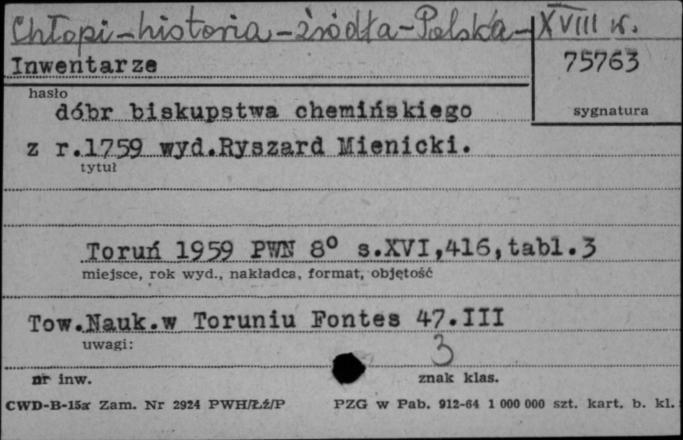 Chłopi-historia-źródła-Polska-XVIII w.
Inwentarze
75763
hasło
sygnatura
dóbr biskupstwa chemińskiego
z r.1759 wyd.Ryszard Mienicki.
tytuł
Toruń 1959 PWN 8° s.XVI,416,tabl.3
miejsce, rok wyd., nakładca, format, objętość
Tow.Nauk.w Toruniu Fontes 47.III
uwagi:
3
nr inw.
znak klas.
CWD-B-15a Zam. Nr 2924 PWH/Łź/P PZG w Pab. 912-64 1 000 000 szt. kart. b. kl.